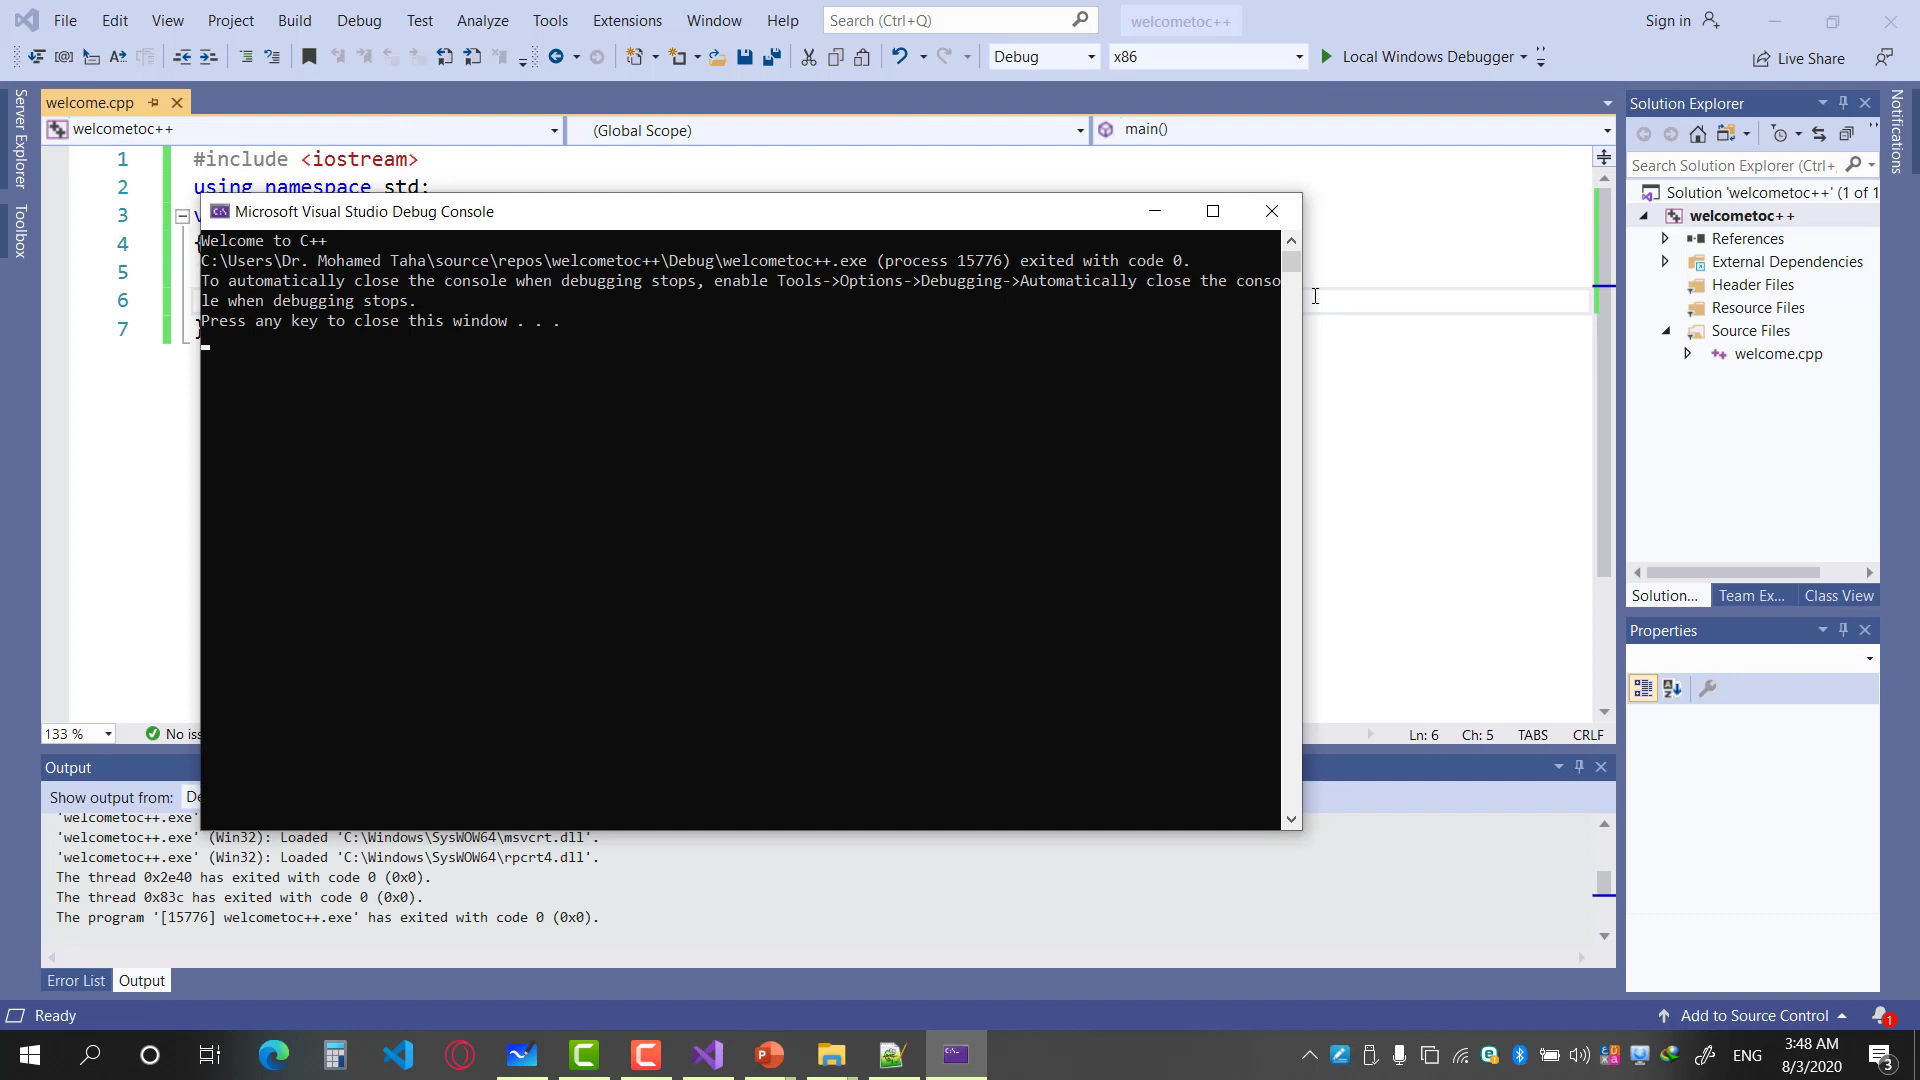 File Edit View Project Build Debug Test Analyze Tools Extensions Window Help Search (Ctrl+Q) welcometoc++ Sign in
Debug x86 Local Windows Debugger Live Share
Server Explorer
Toolbox
welcome.cpp
welcometoc++ (Global Scope) main()
1 #include <iostream>
2 using namespace std;
3
4 {
5
6
7 }
Microsoft Visual Studio Debug Console
Welcome to C++
C:\Users\Dr. Mohamed Taha\source\repos\welcometoc++\Debug\welcometoc++.exe (process 15776) exited with code 0.
To automatically close the console when debugging stops, enable Tools->Options->Debugging->Automatically close the conso
le when debugging stops.
Press any key to close this window . . .
133 % Ln: 6 Ch: 5 TABS CRLF
No
Output
Show output from:
'welcometoc++.exe'
'welcometoc++.exe' (Win32): Loaded 'C:\Windows\SysWOW64\msvcrt.dll'.
'welcometoc++.exe' (Win32): Loaded 'C:\Windows\SysWOW64\rpcrt4.dll'.
The thread 0x2e40 has exited with code 0 (0x0).
The thread 0x83c has exited with code 0 (0x0).
The program '[15776] welcometoc++.exe' has exited with code 0 (0x0).
Error List Output
Solution Explorer
Search Solution Explorer (Ctrl+
Solution 'welcometoc++' (1 of 1
welcometoc++
References
External Dependencies
Header Files
Resource Files
Source Files
welcome.cpp
Solution... Team Ex... Class View
Properties
Notifications
Ready Add to Source Control 1
ENG 3:48 AM
8/3/2020 3